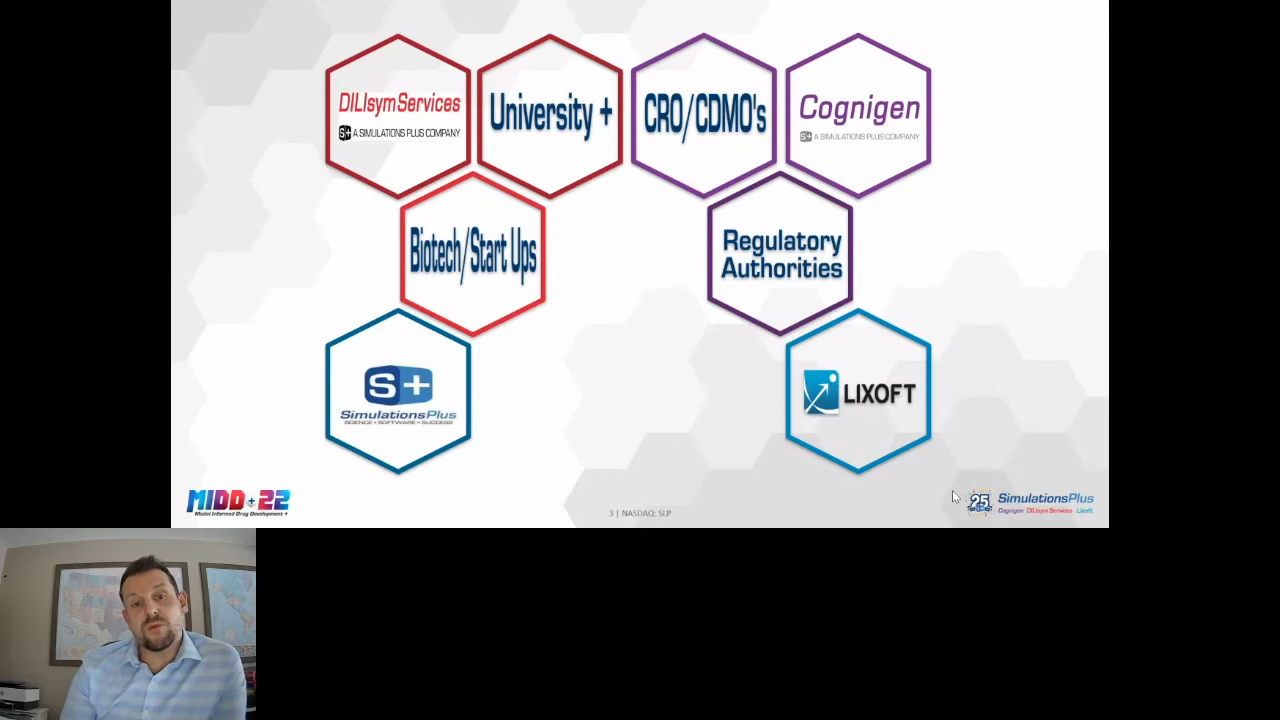 DILIsymServices
S+ A SIMULATIONS PLUS COMPANY
University +
CRO/CDMO's
Cognigen
S+ A SIMULATIONS PLUS COMPANY
Biotech/Start Ups
Regulatory
Authorities
S+
SimulationsPlus
SCIENCE + SOFTWARE = SUCCESS
LIXOFT
MIDD+22
Model Informed Drug Development +
3 | NASDAQ: SLP
25
SimulationsPlus
Cognigen DILIsym Services Lixoft